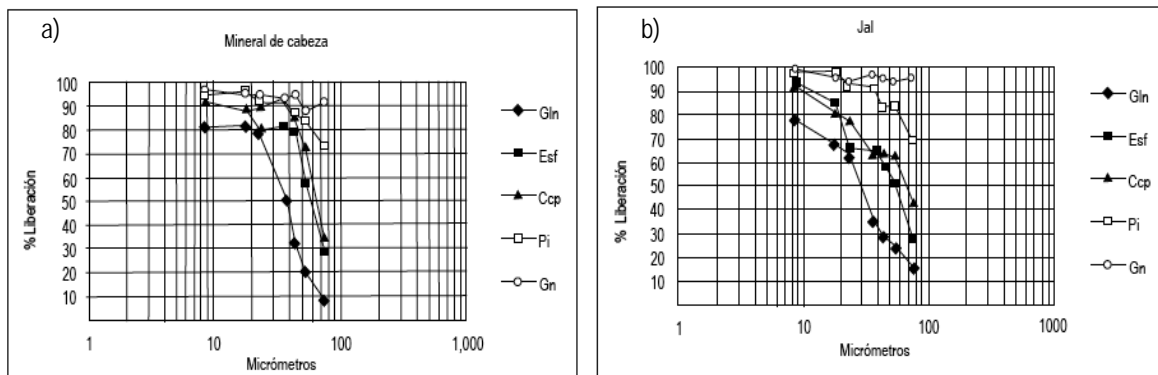 a)
Mineral de cabeza
% Liberación
100
90
80
70
60
50
40
30
20
10
1
10
100
1,000
Micrómetros
Gln
Esf
Ccp
Pi
Gn
b)
Jal
% Liberación
100
90
80
70
60
50
40
30
20
10
1
10
100
1000
Micrómetros
Gln
Esf
Ccp
Pi
Gn